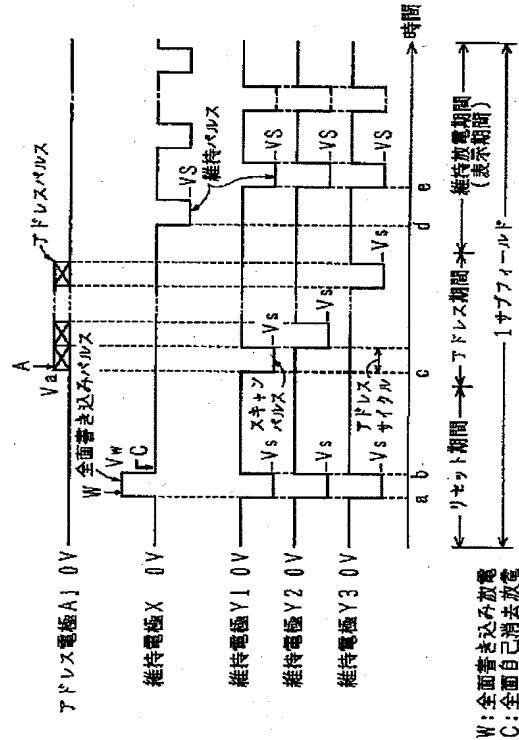 アドレス電極A1 0V
A
Va
アドレスパルス
W 全面書き込みパルス
Vw
C
維持電極X 0V
-VS
維持パルス
維持電極Y1 0V
-Vs
スキャンパルス
-Vs
-VS
維持電極Y2 0V
-Vs
-Vs
-VS
維持電極Y3 0V
-Vs
アドレスサイクル
-Vs
-VS
a b c d e
時間
リセット期間
アドレス期間
維持放電期間
(表示期間)
1サブフィールド
W:全面書き込み放電
C:全面自己消去放電